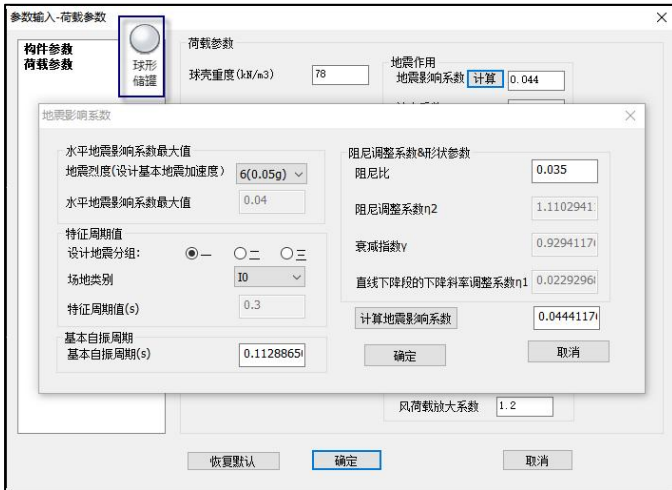 参数输入-荷载参数
构件参数
荷载参数
球形
储罐
荷载参数
球壳重度(kN/m3) 78
地震作用
地震影响系数 计算 0.044
地震影响系数
水平地震影响系数最大值
地震烈度(设计基本地震加速度) 6(0.05g)
水平地震影响系数最大值 0.04
特征周期值
设计地震分组: 一 二 三
场地类别 I0
特征周期值(s) 0.3
基本自振周期
基本自振周期(s) 0.1128865
阻尼调整系数&形状参数
阻尼比 0.035
阻尼调整系数η2 1.1102941
衰减指数γ 0.9294117
直线下降段的下降斜率调整系数η1 0.0229296
计算地震影响系数 0.0444117
确定 取消
风荷载放大系数 1.2
恢复默认 确定 取消